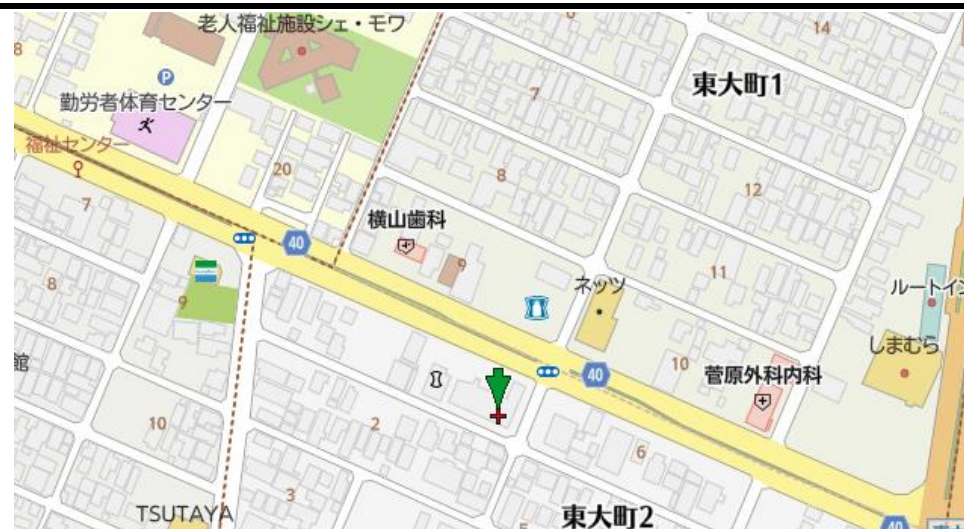 老人福祉施設シェ・モワ
6
14
8
P
東大町1
勤労者体育センター
7
福祉センター
20
8
12
7
横山歯科
40
9
11
8
9
ネッツ
ルートイン
しまむら
館
40
10
菅原外科内科
10
2
6
3
TSUTAYA
東大町2
5
40